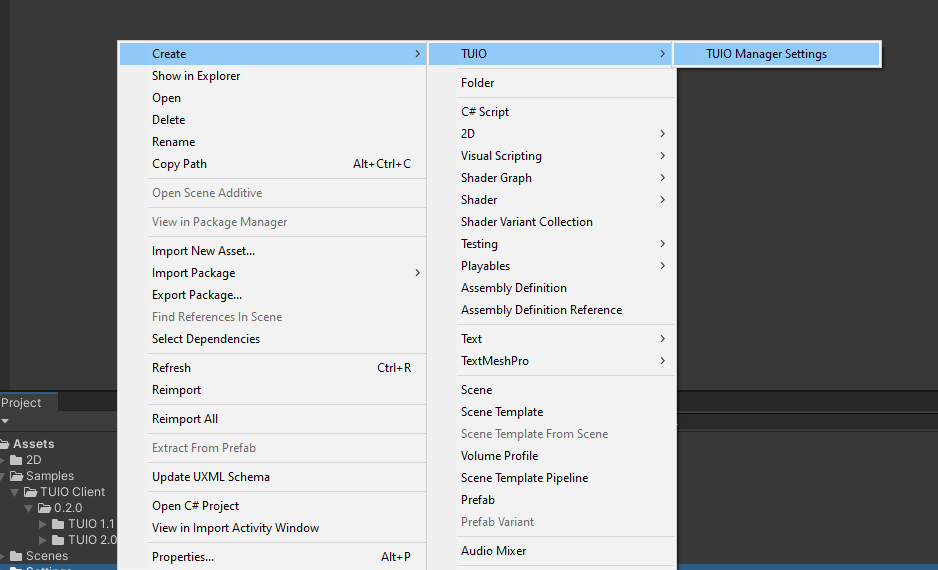 Create
Show in Explorer
Open
Delete
Rename
Copy Path Alt+Ctrl+C
Open Scene Additive
View in Package Manager
Import New Asset...
Import Package
Export Package...
Find References In Scene
Select Dependencies
Refresh Ctrl+R
Reimport
Reimport All
Extract From Prefab
Update UXML Schema
Open C# Project
View in Import Activity Window
Properties... Alt+P
TUIO
Folder
C# Script
2D
Visual Scripting
Shader Graph
Shader
Shader Variant Collection
Testing
Playables
Assembly Definition
Assembly Definition Reference
Text
TextMeshPro
Scene
Scene Template
Scene Template From Scene
Volume Profile
Scene Template Pipeline
Prefab
Prefab Variant
Audio Mixer
TUIO Manager Settings
Project
Assets
2D
Samples
TUIO Client
0.2.0
TUIO 1.1
TUIO 2.0
Scenes